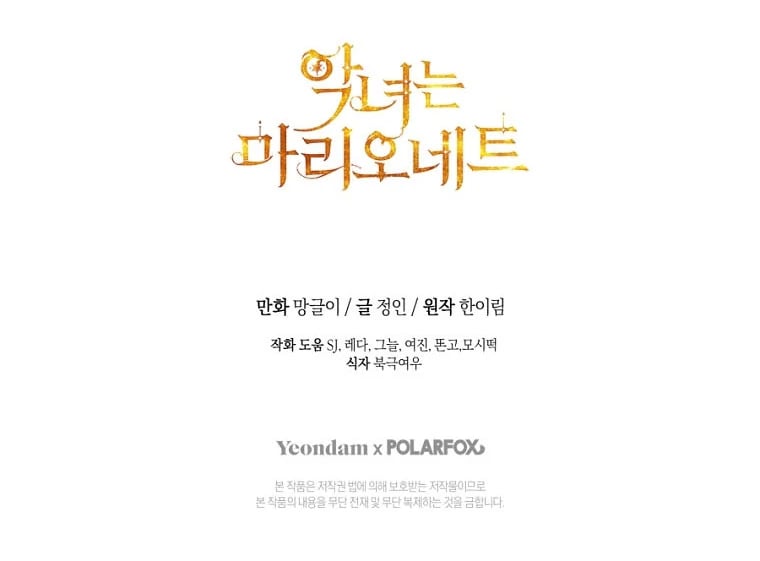 악녀는
마리오네트
만화 망글이 / 글 정인 / 원작 한이림
작화 도움 SJ, 레다, 그늘, 여진, 뜬고,모시떡
식자 북극여우
Yeondam x POLARFOX
본 작품은 저작권 법에 의해 보호받는 저작물이므로
본 작품의 내용을 무단 전재 및 무단 복제하는 것을 금합니다.